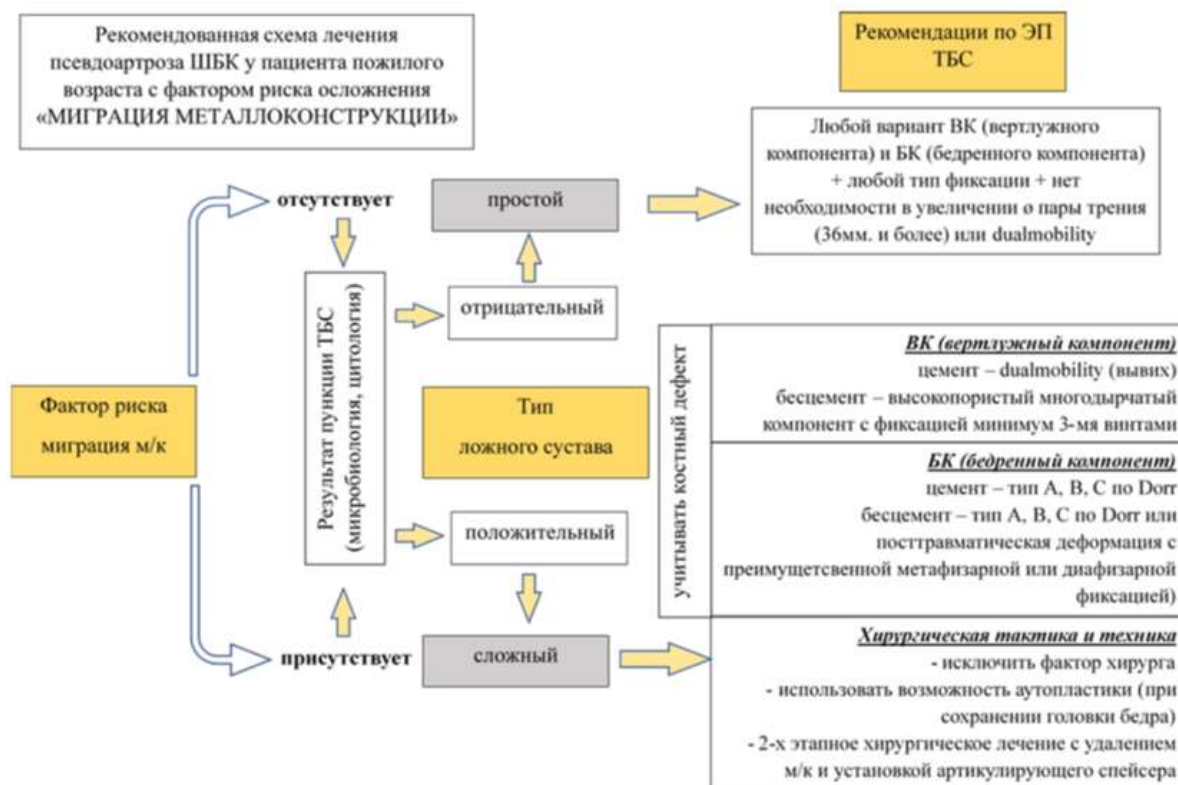 Рекомендованная схема лечения
псевдоартроза ШБК у пациента пожилого
возраста с фактором риска осложнения
«МИГРАЦИЯ МЕТАЛЛОКОНСТРУКЦИИ»
Рекомендации по ЭП
ТБС
Любой вариант ВК (вертлужного
компонента) и БК (бедренного компонента)
+ любой тип фиксации + нет
необходимости в увеличении ø пары трения
(36мм. и более) или dualmobility
отсутствует
простой
отрицательный
Результат пункции ТБС
(микробиология, цитология)
Фактор риска
миграция м/к
Тип
ложного сустава
положительный
присутствует
сложный
учитывать костный дефект
ВК (вертлужный компонент)
цемент – dualmobility (вывих)
бесцемент – высокопористый многодырчатый
компонент с фиксацией минимум 3-мя винтами
БК (бедренный компонент)
цемент – тип А, В, С по Dorr
бесцемент – тип А, В, С по Dorr или
посттравматическая деформация с
преимущетсвенной метафизарной или диафизарной
фиксацией)
Хирургическая тактика и техника
- исключить фактор хирурга
- использовать возможность аутопластики (при
сохранении головки бедра)
- 2-х этапное хирургическое лечение с удалением
м/к и установкой артикулирующего спейсера